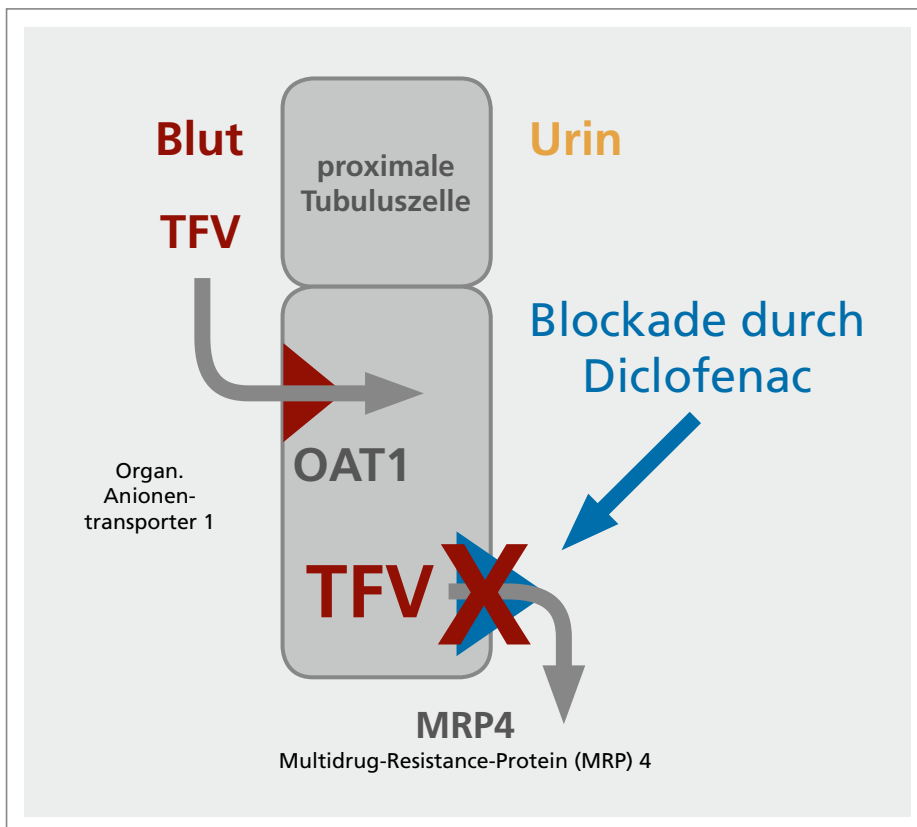 Blut
Urin
proximale
Tubuluszelle
TFV
Blockade durch
Diclofenac
OAT1
Organ.
Anionen-
transporter 1
TFV
X
MRP4
Multidrug-Resistance-Protein (MRP) 4